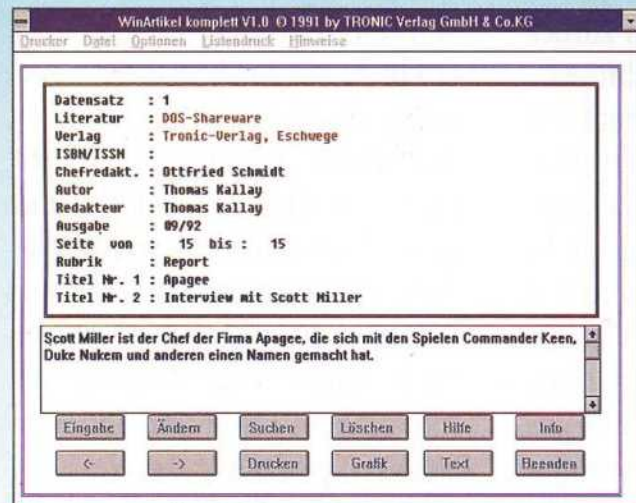 WinArtikel komplett V1.0 © 1991 by TRONIC Verlag GmbH & Co.KG
Drucker Datei Optionen Listendruck Hinweise
Datensatz : 1
Literatur : DOS-Shareware
Verlag : Tronic-Verlag, Eschwege
ISBN/ISSN :
Chefredakt. : Ottfried Schmidt
Autor : Thomas Kallay
Redakteur : Thomas Kallay
Ausgabe : 09/92
Seite von : 15 bis : 15
Rubrik : Report
Titel Nr. 1 : Apagee
Titel Nr. 2 : Interview mit Scott Miller
Scott Miller ist der Chef der Firma Apagee, die sich mit den Spielen Commander Keen,
Duke Nukem und anderen einen Namen gemacht hat.
Eingabe Ändern Suchen Löschen Hilfe Info
<- -> Drucken Grafik Text Beenden